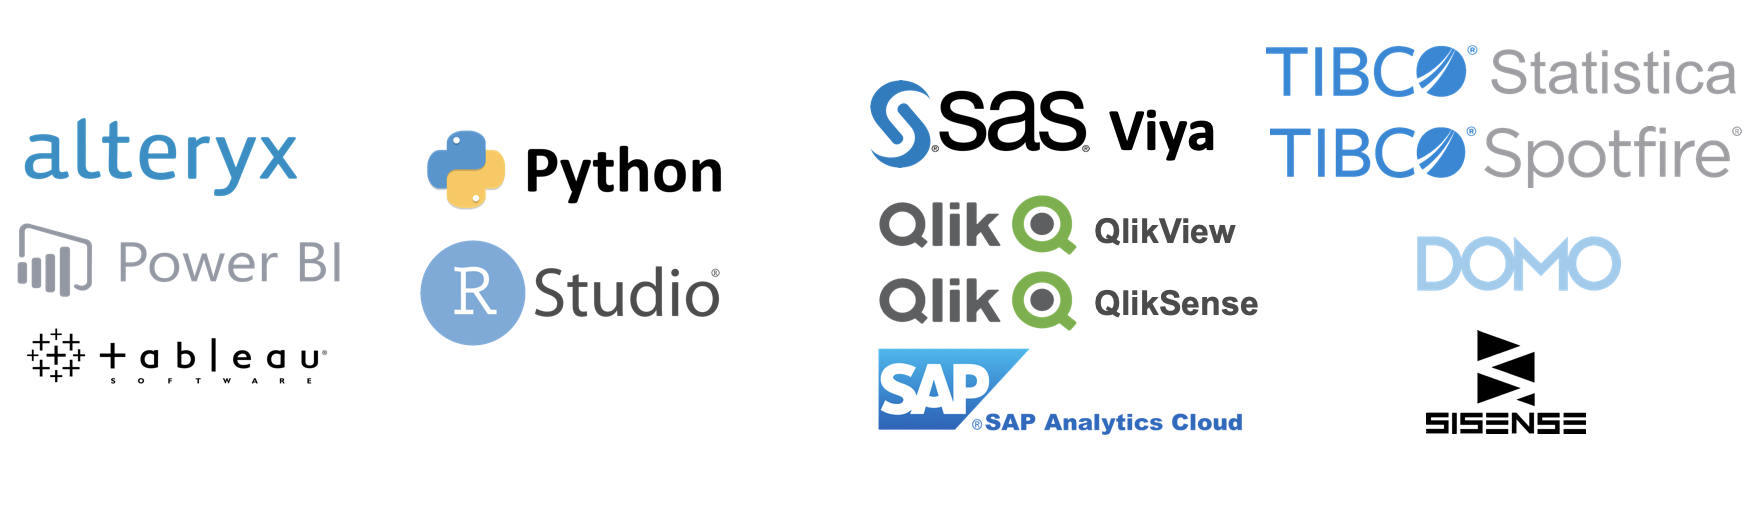 alteryx
Power BI
+ableau®
SOFTWARE
Python
R Studio®
S® sas® Viya
Qlik QlikView
Qlik QlikSense
SAP ® SAP Analytics Cloud
TIBCO® Statistica
TIBCO® Spotfire®
DOMO
SISENSE